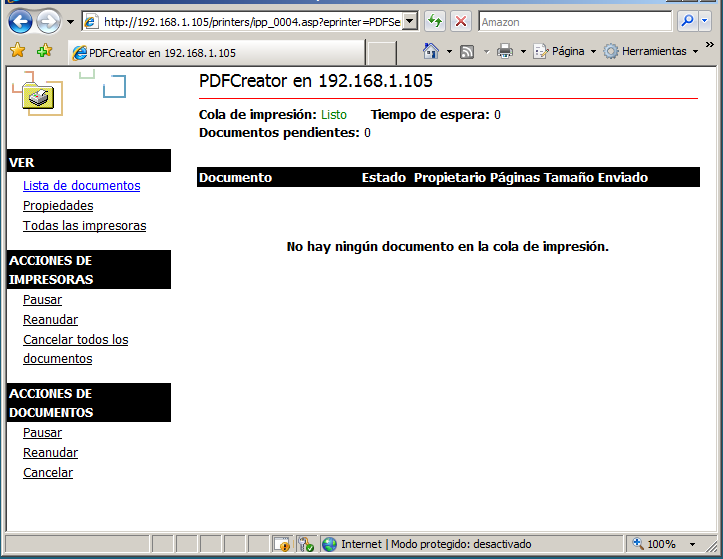 http://192.168.1.105/printers/ipp_0004.asp?eprinter=PDFSe
Amazon
PDFCreator en 192.168.1.105
Página
Herramientas
»
PDFCreator en 192.168.1.105
Cola de impresión: Listo Tiempo de espera: 0
Documentos pendientes: 0
VER
Lista de documentos
Propiedades
Todas las impresoras
ACCIONES DE
IMPRESORAS
Pausar
Reanudar
Cancelar todos los
documentos
ACCIONES DE
DOCUMENTOS
Pausar
Reanudar
Cancelar
Documento Estado Propietario Páginas Tamaño Enviado
No hay ningún documento en la cola de impresión.
Internet | Modo protegido: desactivado
100%